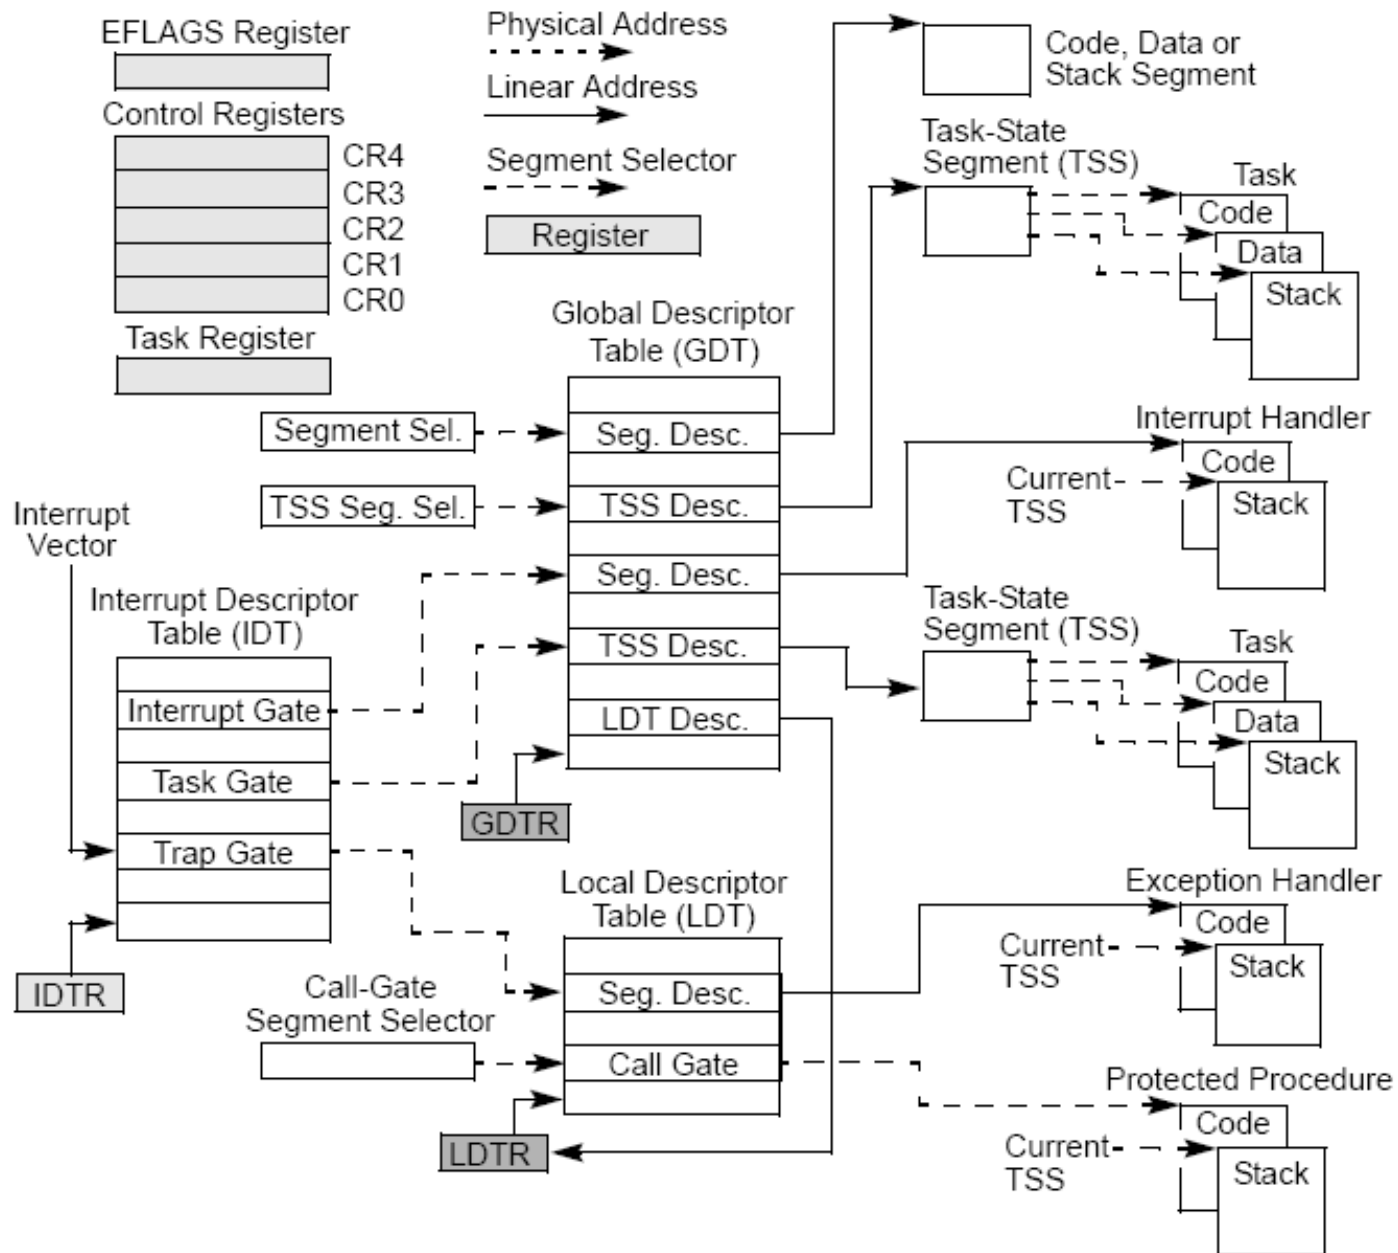 EFLAGS Register
Control Registers
CR4
CR3
CR2
CR1
CR0
Task Register
Physical Address
Linear Address
Segment Selector
Register
Code, Data or
Stack Segment
Task-State
Segment (TSS)
Task
Code
Data
Stack
Global Descriptor
Table (GDT)
Segment Sel.
Seg. Desc.
TSS Seg. Sel.
TSS Desc.
Seg. Desc.
TSS Desc.
LDT Desc.
GDTR
Interrupt Handler
Code
Current
TSS
Stack
Interrupt
Vector
Interrupt Descriptor
Table (IDT)
Interrupt Gate
Task Gate
Trap Gate
IDTR
Task-State
Segment (TSS)
Task
Code
Data
Stack
Local Descriptor
Table (LDT)
Call-Gate
Segment Selector
Seg. Desc.
Call Gate
LDTR
Exception Handler
Code
Current
TSS
Stack
Protected Procedure
Code
Current
TSS
Stack